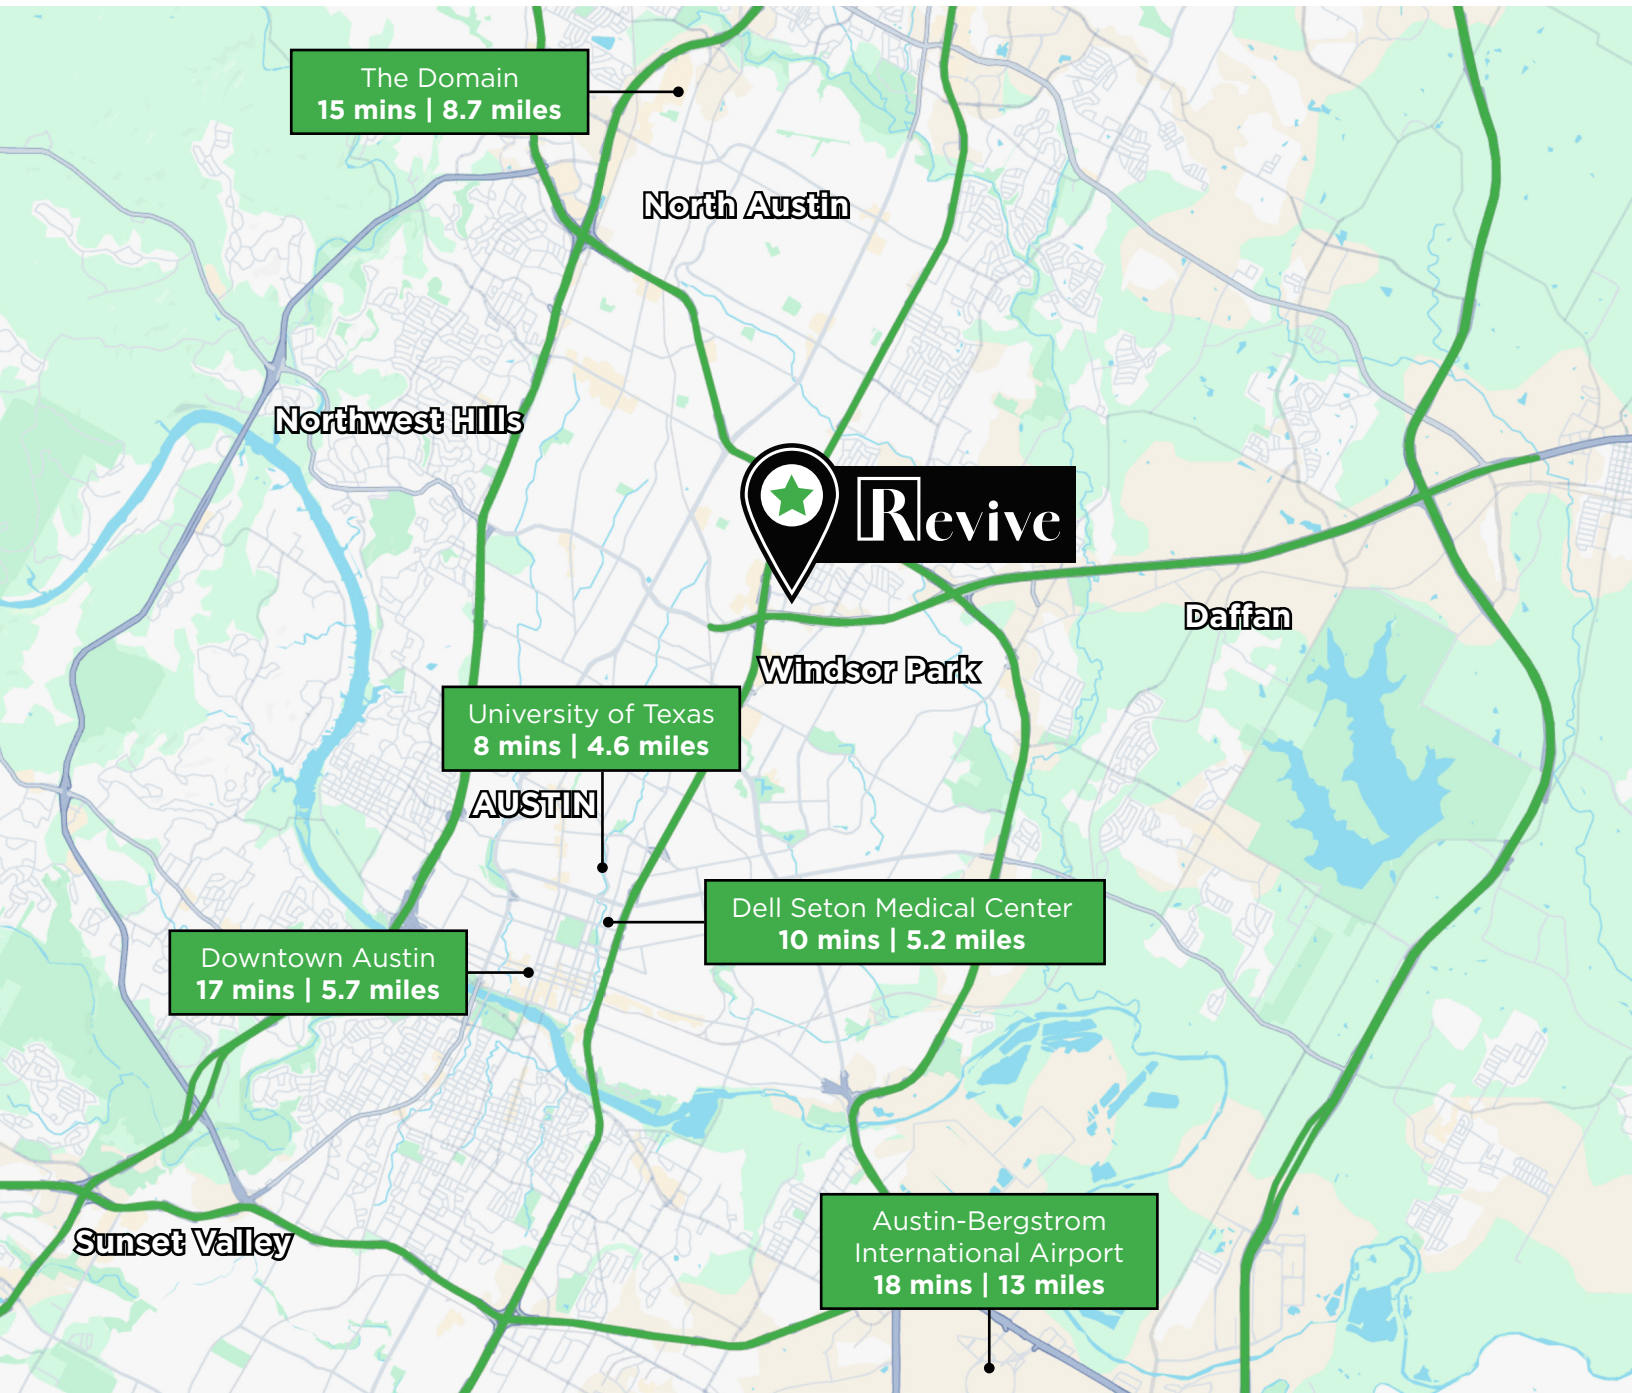 The Domain
15 mins | 8.7 miles
North Austin
Northwest Hills
Revive
Daffan
Windsor Park
University of Texas
8 mins | 4.6 miles
AUSTIN
Dell Seton Medical Center
10 mins | 5.2 miles
Downtown Austin
17 mins | 5.7 miles
Sunset Valley
Austin-Bergstrom
International Airport
18 mins | 13 miles